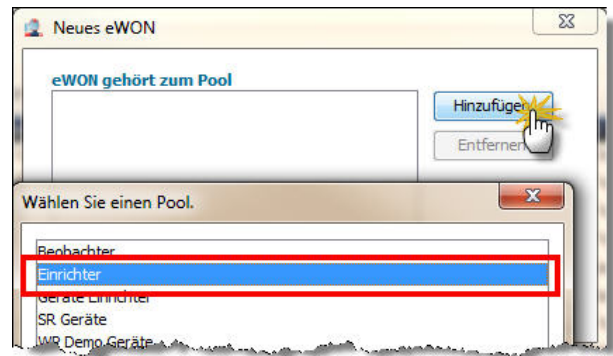 Neues eWON
eWON gehört zum Pool
Hinzufügen
Entfernen
Wählen Sie einen Pool.
Beobachter
Einrichter
Geräte Einrichter
SR Geräte
WP Demo Geräte